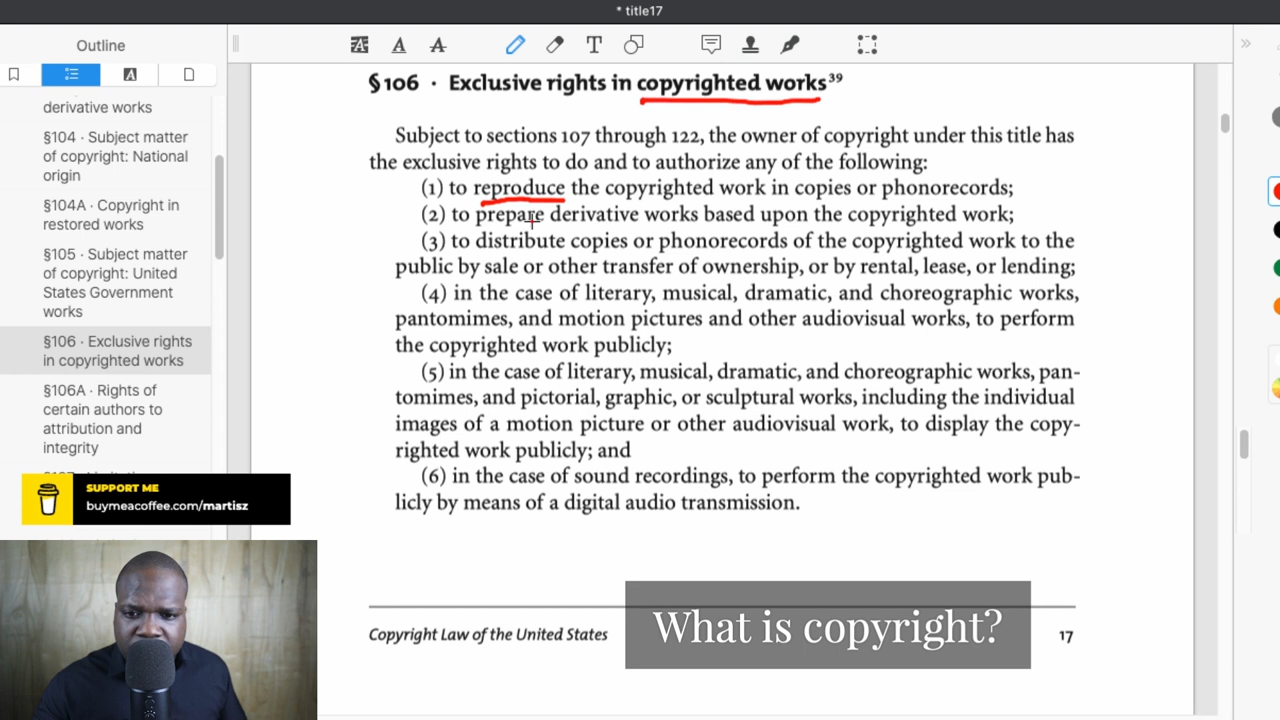 * title17
Outline
derivative works
§104 · Subject matter
of copyright: National
origin
§104A · Copyright in
restored works
§105 · Subject matter
of copyright: United
States Government
works
§106 · Exclusive rights
in copyrighted works
§106A · Rights of
certain authors to
attribution and
integrity
SUPPORT ME
buymeacoffee.com/martisz
§106 · Exclusive rights in copyrighted works39
Subject to sections 107 through 122, the owner of copyright under this title has
the exclusive rights to do and to authorize any of the following:
(1) to reproduce the copyrighted work in copies or phonorecords;
(2) to prepare derivative works based upon the copyrighted work;
(3) to distribute copies or phonorecords of the copyrighted work to the
public by sale or other transfer of ownership, or by rental, lease, or lending;
(4) in the case of literary, musical, dramatic, and choreographic works,
pantomimes, and motion pictures and other audiovisual works, to perform
the copyrighted work publicly;
(5) in the case of literary, musical, dramatic, and choreographic works, pan-
tomimes, and pictorial, graphic, or sculptural works, including the individual
images of a motion picture or other audiovisual work, to display the copy-
righted work publicly; and
(6) in the case of sound recordings, to perform the copyrighted work pub-
licly by means of a digital audio transmission.
Copyright Law of the United States
What is copyright?
17